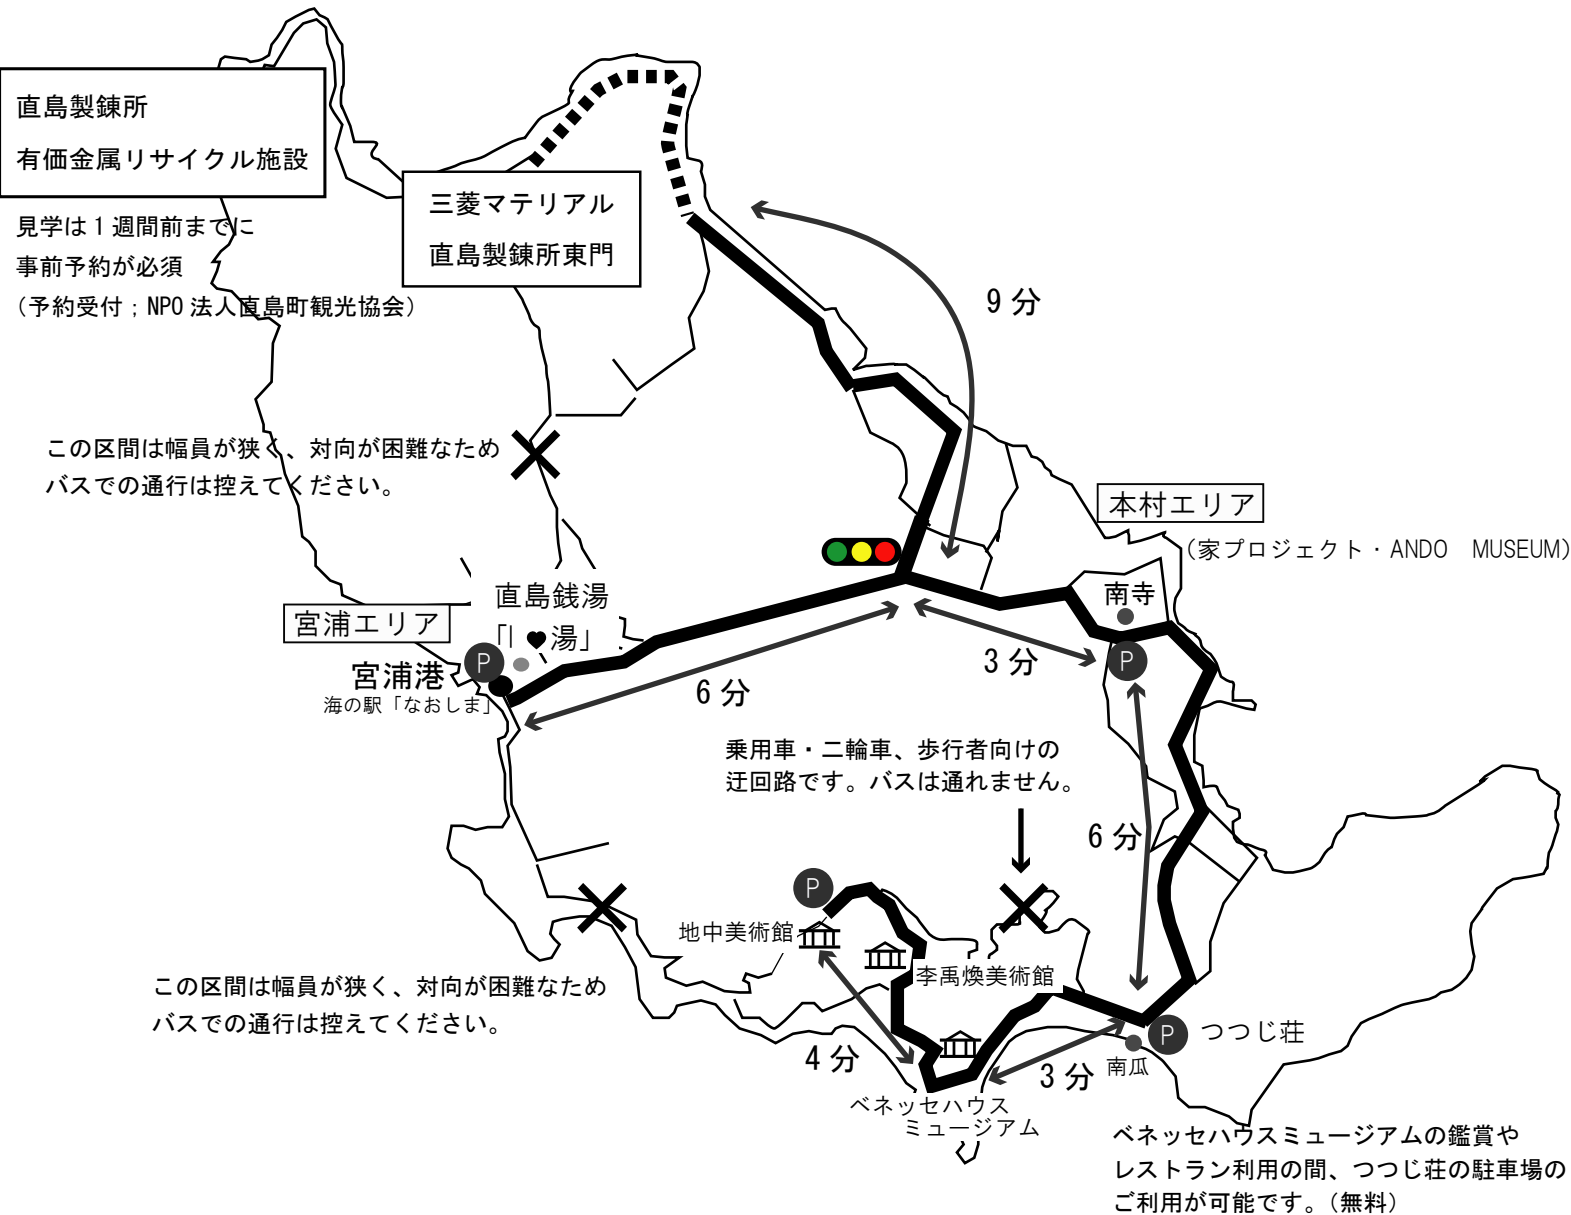 直島製錬所
有価金属リサイクル施設
見学は1週間前までに
事前予約が必須
(予約受付；NPO法人直島町観光協会)
三菱マテリアル
直島製錬所東門
9分
この区間は幅員が狭く、対向が困難なため
バスでの通行は控えてください。
本村エリア
(家プロジェクト・ANDO　MUSEUM)
南寺
直島銭湯
「I ♥湯」
宮浦エリア
P
宮浦港
海の駅「なおしま」
6分
3分
P
乗用車・二輪車、歩行者向けの
迂回路です。バスは通れません。
6分
P
地中美術館
李禹煥美術館
この区間は幅員が狭く、対向が困難なため
バスでの通行は控えてください。
P
つつじ荘
南瓜
4分
3分
ベネッセハウス
ミュージアム
ベネッセハウスミュージアムの鑑賞や
レストラン利用の間、つつじ荘の駐車場の
ご利用が可能です。(無料)